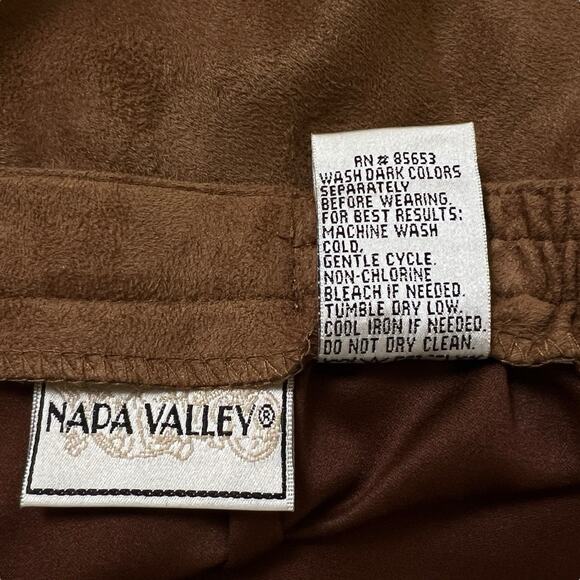 RN # 85653
WASH DARK COLORS
SEPARATELY
BEFORE WEARING.
FOR BEST RESULTS:
MACHINE WASH
COLD,
GENTLE CYCLE.
NON-CHLORINE
BLEACH IF NEEDED.
TUMBLE DRY LOW.
COOL IRON IF NEEDED.
DO NOT DRY CLEAN.
NAPA VALLEY®